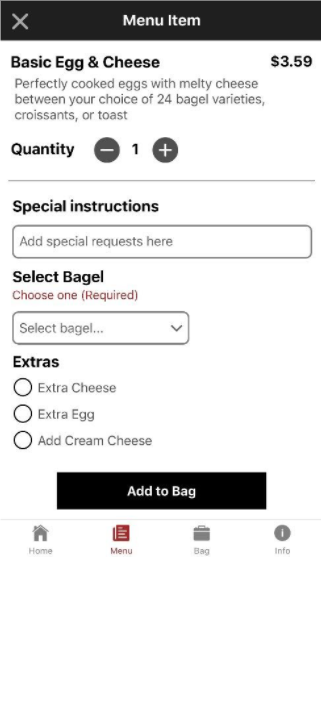 Menu Item
Basic Egg & Cheese $3.59
Perfectly cooked eggs with melty cheese
between your choice of 24 bagel varieties,
croissants, or toast
Quantity 1
Special instructions
Add special requests here
Select Bagel
Choose one (Required)
Select bagel...
Extras
Extra Cheese
Extra Egg
Add Cream Cheese
Add to Bag
Home Menu Bag Info